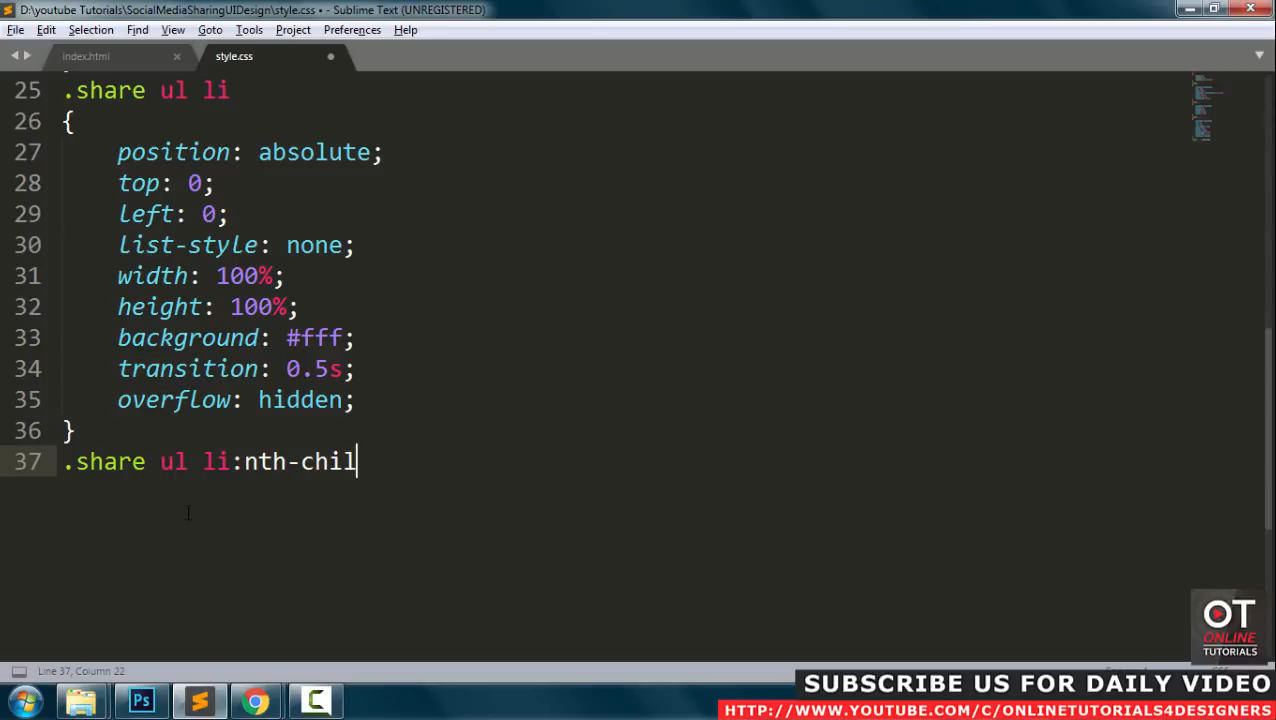 D:\youtube Tutorials\SocialMediaSharingUIDesign\style.css • - Sublime Text (UNREGISTERED)
File Edit Selection Find View Goto Tools Project Preferences Help
index.html style.css
25 .share ul li
26 {
27 position: absolute;
28 top: 0;
29 left: 0;
30 list-style: none;
31 width: 100%;
32 height: 100%;
33 background: #fff;
34 transition: 0.5s;
35 overflow: hidden;
36 }
37 .share ul li:nth-chil
OT
ONLINE
TUTORIALS
Line 37, Column 22
Ps
SUBSCRIBE US FOR DAILY VIDEO
HTTP://WWW.YOUTUBE.COM/C/ONLINETUTORIALS4DESIGNERS